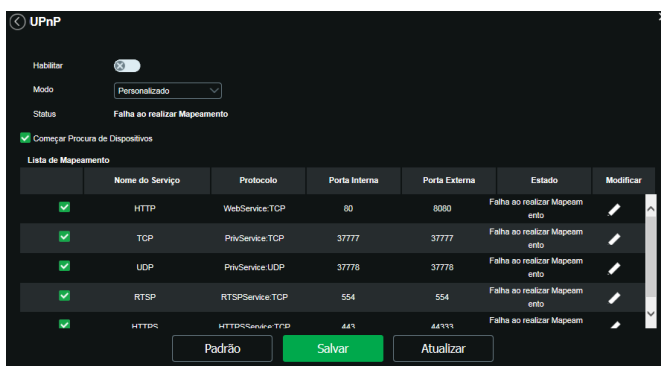 UPnP
Habilitar
Modo Personalizado
Status Falha ao realizar Mapeamento
Começar Procura de Dispositivos
Lista de Mapeamento
Nome do Serviço Protocolo Porta Interna Porta Externa Estado Modificar
HTTP WebService:TCP 80 8080 Falha ao realizar Mapeam
ento
TCP PrivService:TCP 37777 37777 Falha ao realizar Mapeam
ento
UDP PrivService:UDP 37778 37778 Falha ao realizar Mapeam
ento
RTSP RTSPService:TCP 554 554 Falha ao realizar Mapeam
ento
HTTPS HTTPSService:TCP 443 44333 Falha ao realizar Mapeam
ento
Padrão Salvar Atualizar